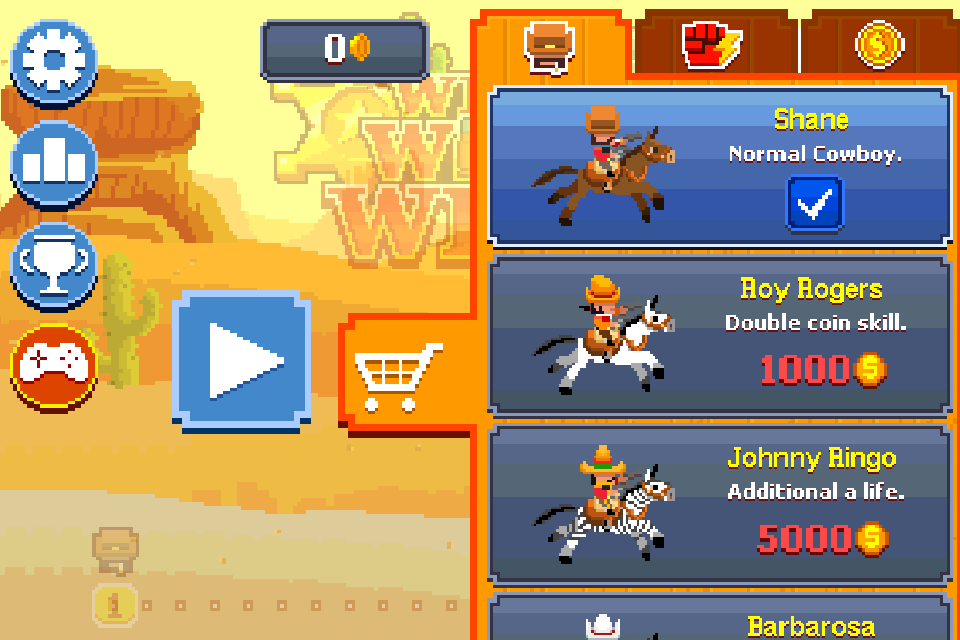 0
Shane
Normal Cowboy.
Roy Rogers
Double coin skill.
1000
Johnny Ringo
Additional a life.
5000
Barbarosa
1